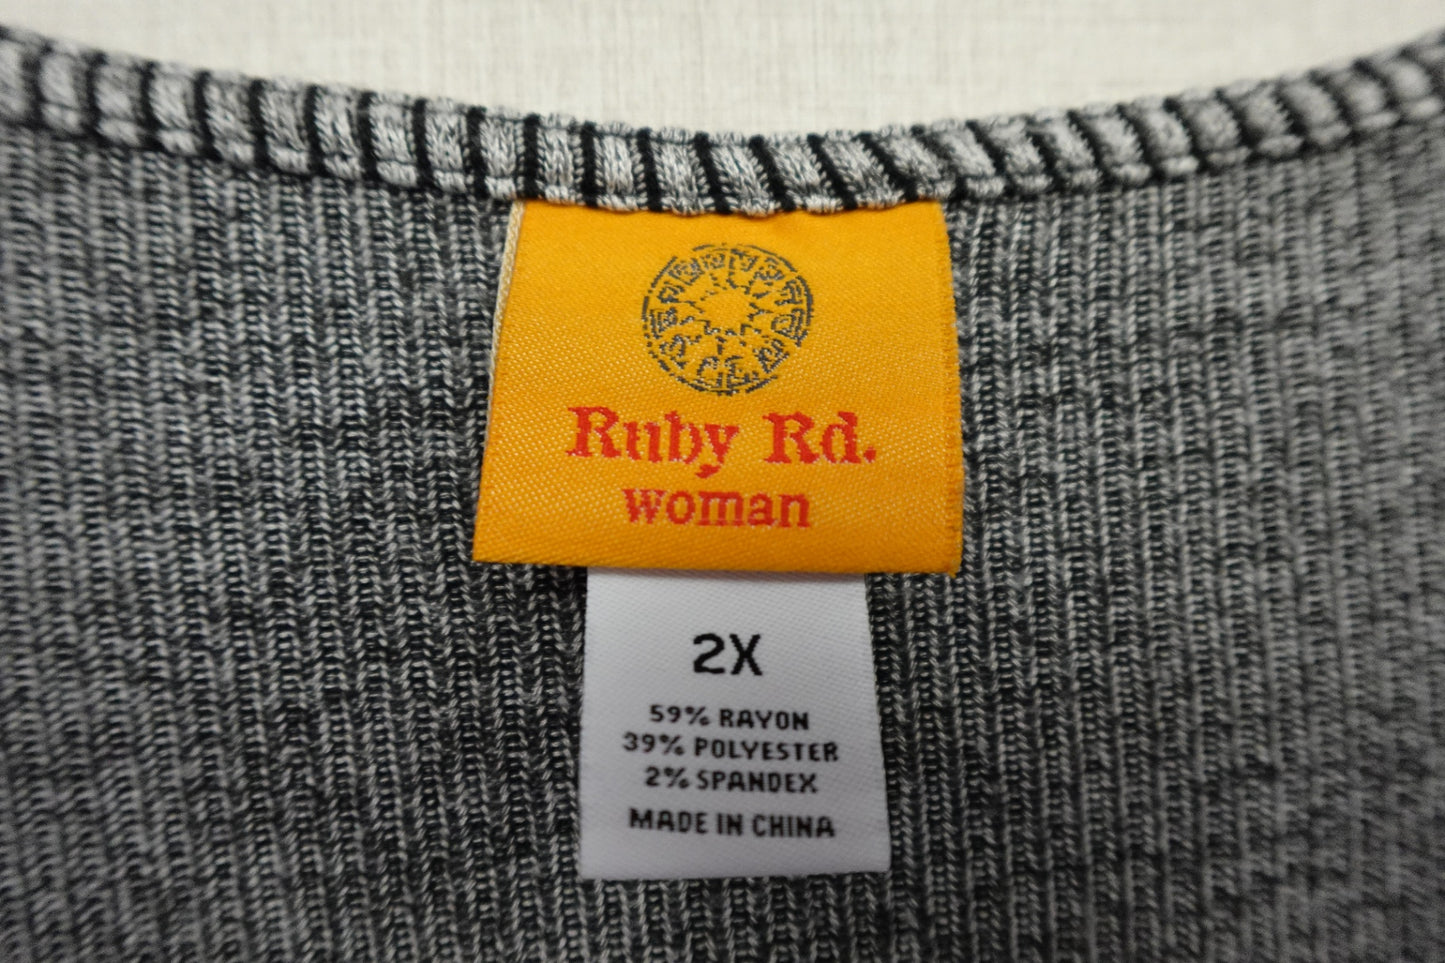 Ruby Rd.
woman
2X
59% RAYON
39% POLYESTER
2% SPANDEX
MADE IN CHINA